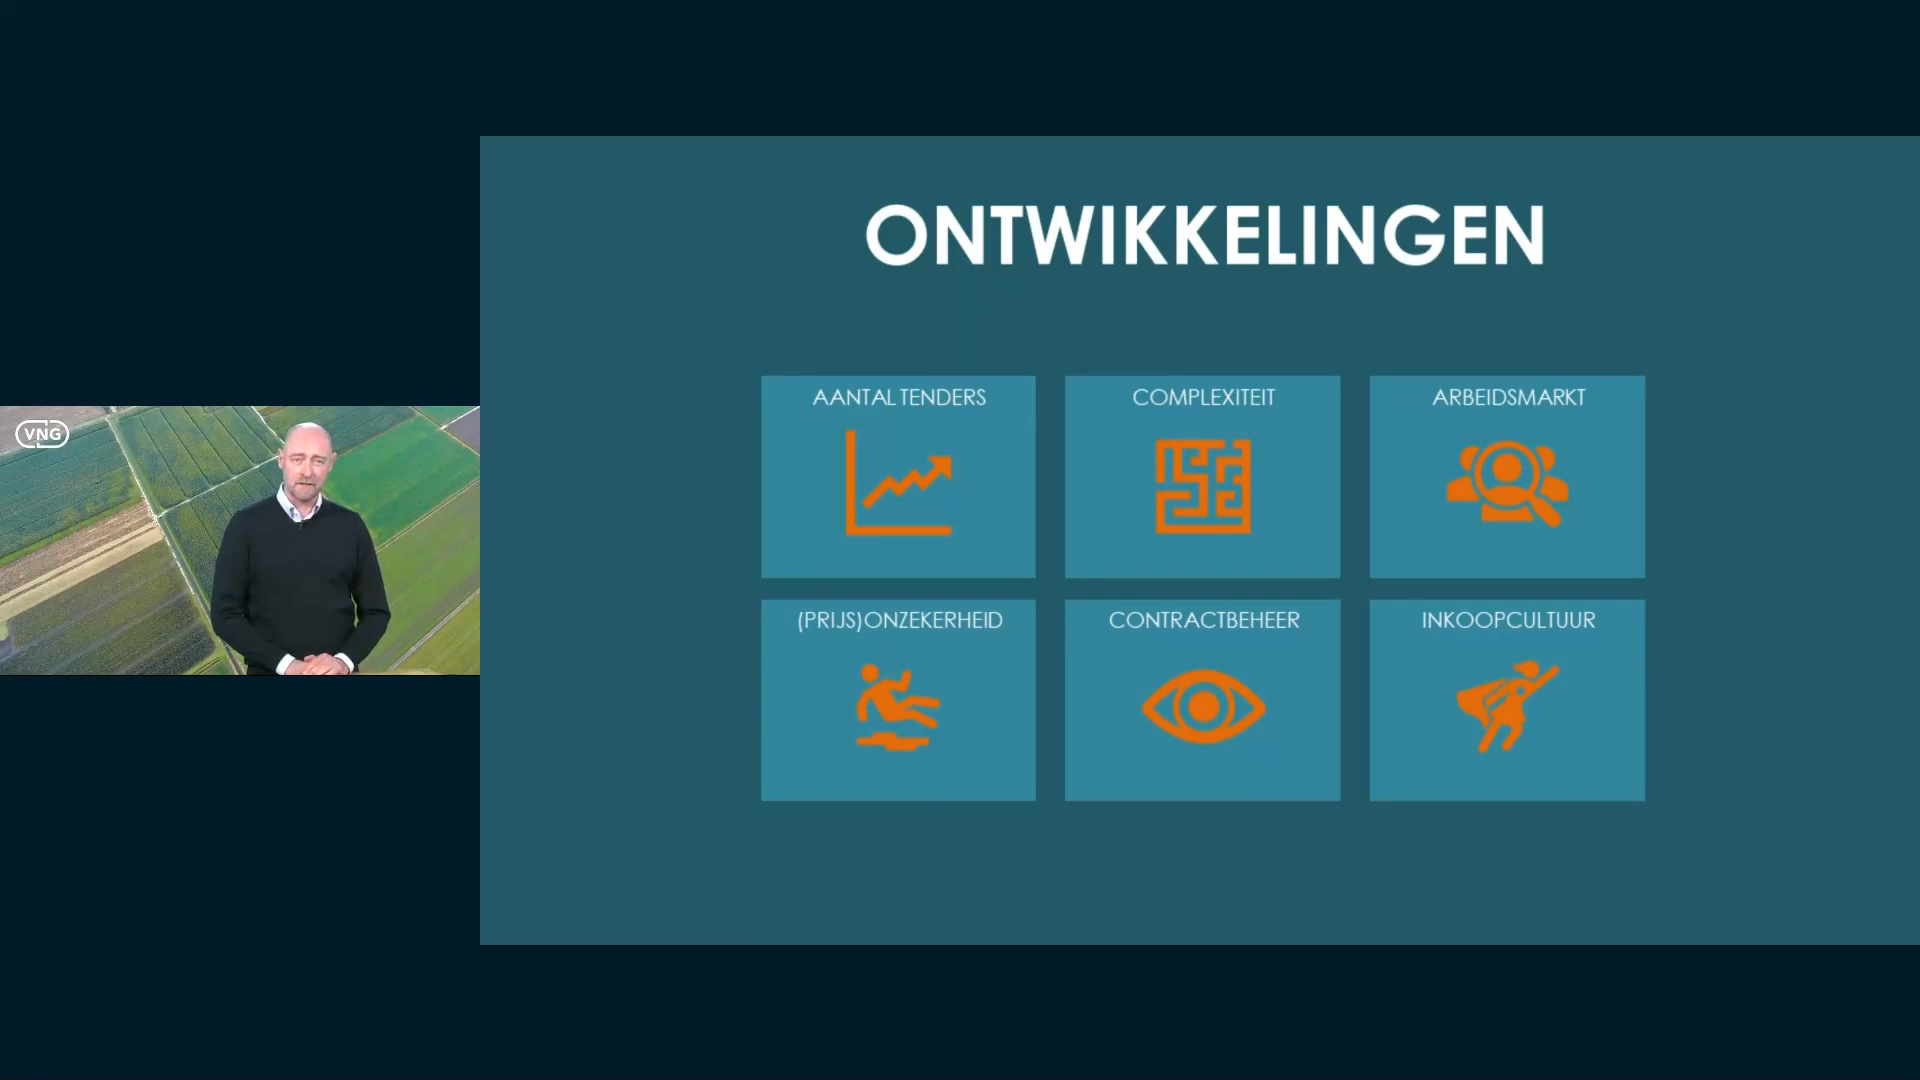 VNG
ONTWIKKELINGEN
AANTAL TENDERS
COMPLEXITEIT
ARBEIDSMARKT
(PRIJS)ONZEKERHEID
CONTRACTBEHEER
INKOOPCULTUUR